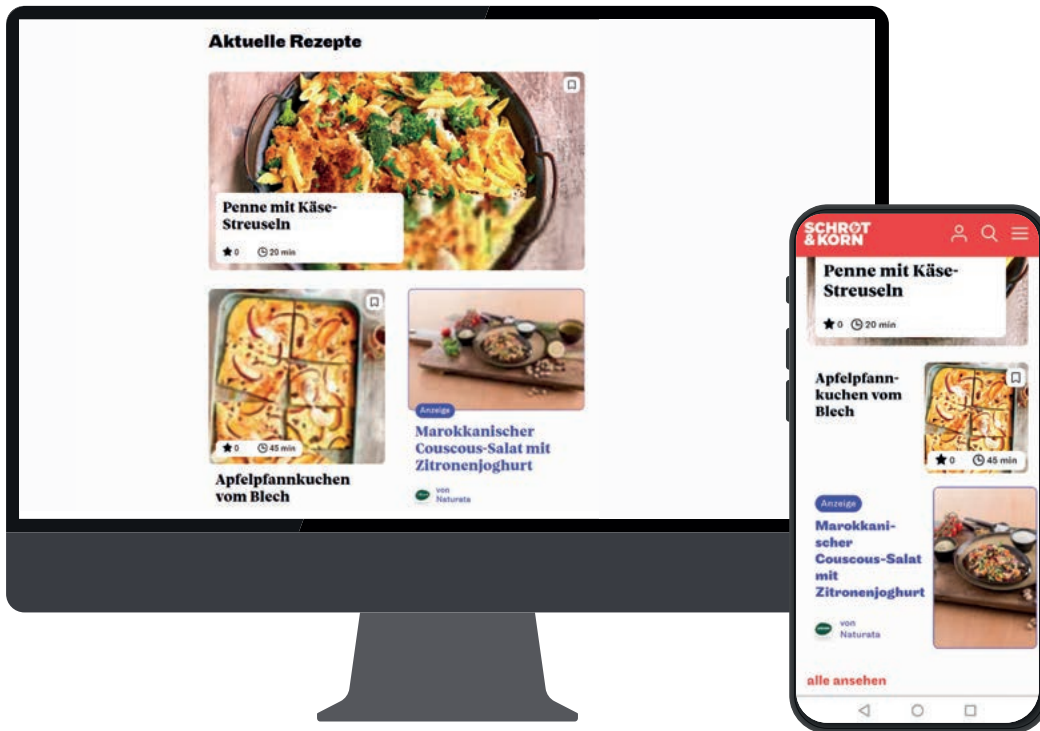 Aktuelle Rezepte
Penne mit Käse-
Streuseln
0 20 min
0 45 min
Apfelpfannkuchen
vom Blech
Anzeige
Marokkanischer
Couscous-Salat mit
Zitronenjoghurt
von
Naturata
SCHROT
&KORN
Penne mit Käse-
Streuseln
0 20 min
Apfelpfann-
kuchen vom
Blech
0 45 min
Anzeige
Marokkani-
scher
Couscous-Salat
mit
Zitronenjoghurt
von
Naturata
alle ansehen